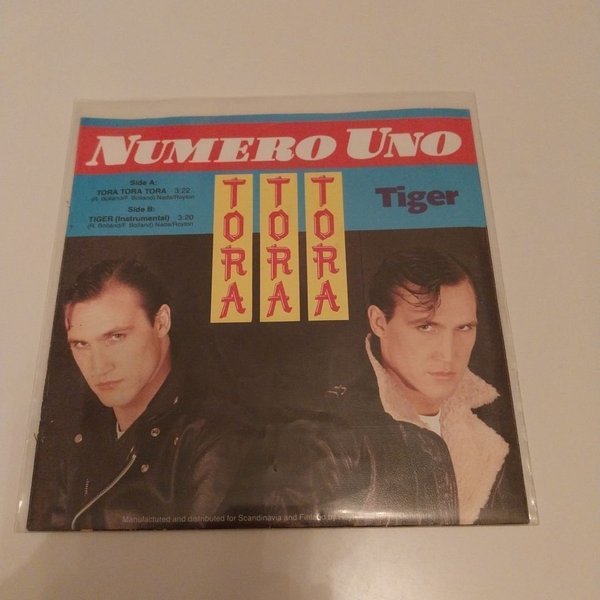 NUMERO UNO
Side A:
TORA TORA TORA 3:22
(R. Bolland/F. Bolland) Nada/Royton
Side B:
TIGER (Instrumental) 3:20
(R. Bolland/F. Bolland) Nada/Royton
TORA
TORA
TORA
Tiger
Manufactured and distributed for Scandinavia and Finland by